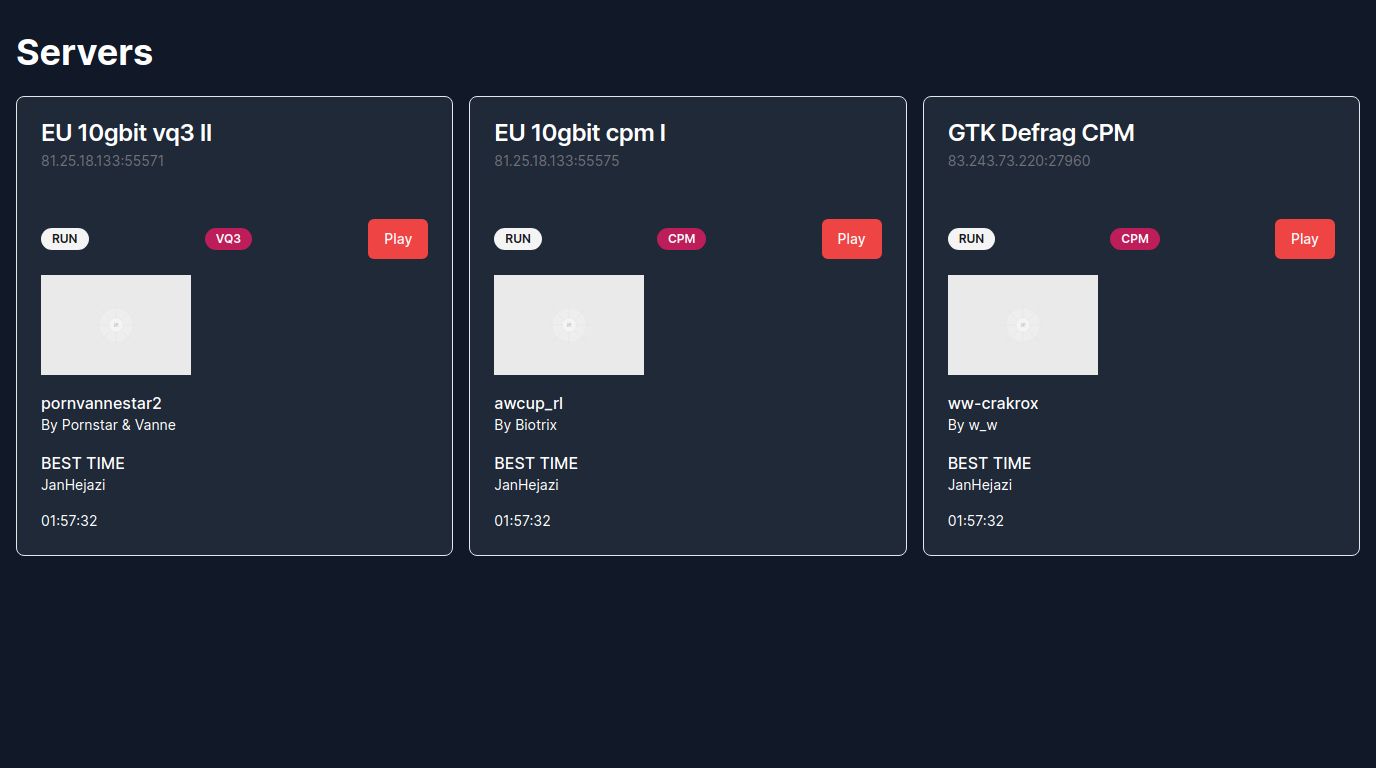 Servers
EU 10gbit vq3 II
81.25.18.133:55571
RUN
VQ3
Play
pornvannestar2
By Pornstar & Vanne
BEST TIME
JanHejazi
01:57:32
EU 10gbit cpm I
81.25.18.133:55575
RUN
CPM
Play
awcup_rl
By Biotrix
BEST TIME
JanHejazi
01:57:32
GTK Defrag CPM
83.243.73.220:27960
RUN
CPM
Play
ww-crakrox
By w_w
BEST TIME
JanHejazi
01:57:32